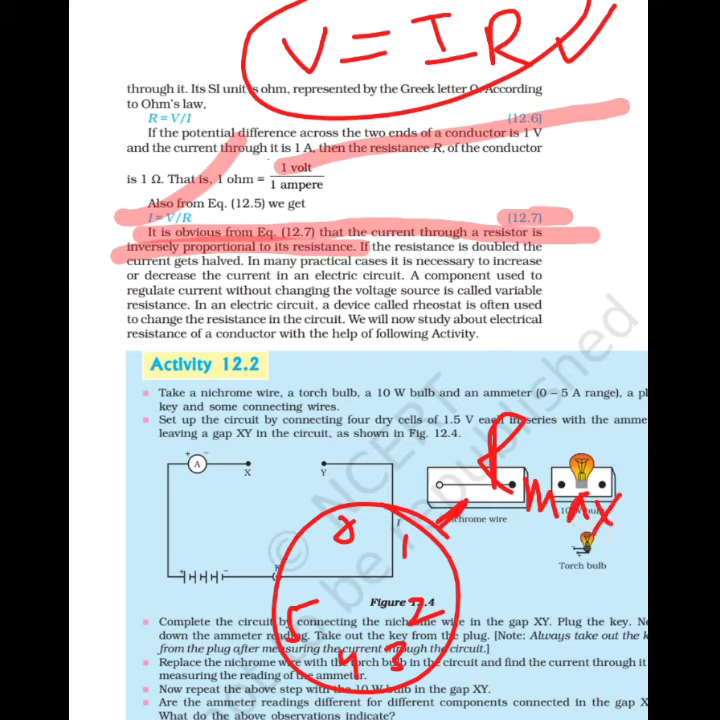 V = I R
through it. Its SI unit is ohm, represented by the Greek letter Ω. According
to Ohm's law,
R = V/I (12.6)
If the potential difference across the two ends of a conductor is 1 V
and the current through it is 1 A, then the resistance R, of the conductor
is 1 Ω. That is, 1 ohm = 1 volt / 1 ampere
Also from Eq. (12.5) we get
I = V/R (12.7)
It is obvious from Eq. (12.7) that the current through a resistor is
inversely proportional to its resistance. If the resistance is doubled the
current gets halved. In many practical cases it is necessary to increase
or decrease the current in an electric circuit. A component used to
regulate current without changing the voltage source is called variable
resistance. In an electric circuit, a device called rheostat is often used
to change the resistance in the circuit. We will now study about electrical
resistance of a conductor with the help of following Activity.
Activity 12.2
Take a nichrome wire, a torch bulb, a 10 W bulb and an ammeter (0 – 5 A range), a pl
key and some connecting wires.
Set up the circuit by connecting four dry cells of 1.5 V each in series with the amme
leaving a gap XY in the circuit, as shown in Fig. 12.4.
+ A –
X
Y
+ –
K
nichrome wire
10 W bulb
Torch bulb
max
1
2
3
4
5
Figure 12.4
Complete the circuit by connecting the nichrome wire in the gap XY. Plug the key. N
down the ammeter reading. Take out the key from the plug. [Note: Always take out the k
from the plug after measuring the current through the circuit.]
Replace the nichrome wire with the torch bulb in the circuit and find the current through it
measuring the reading of the ammeter.
Now repeat the above step with the 10 W bulb in the gap XY.
Are the ammeter readings different for different components connected in the gap X
What do the above observations indicate?
© NCERT
be republished